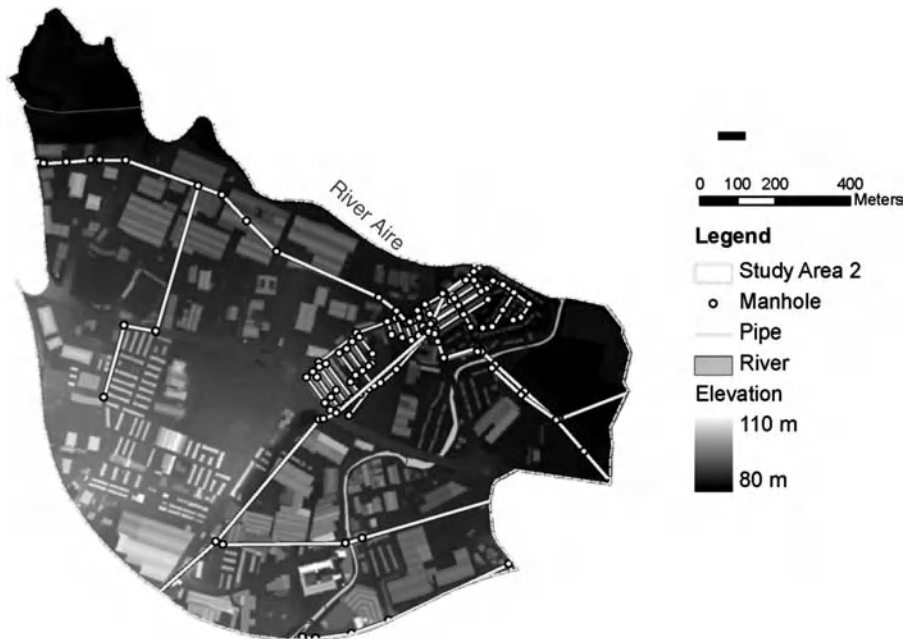 River Aire
0 100 200 400
Meters
Legend
Study Area 2
Manhole
Pipe
River
Elevation
110 m
80 m